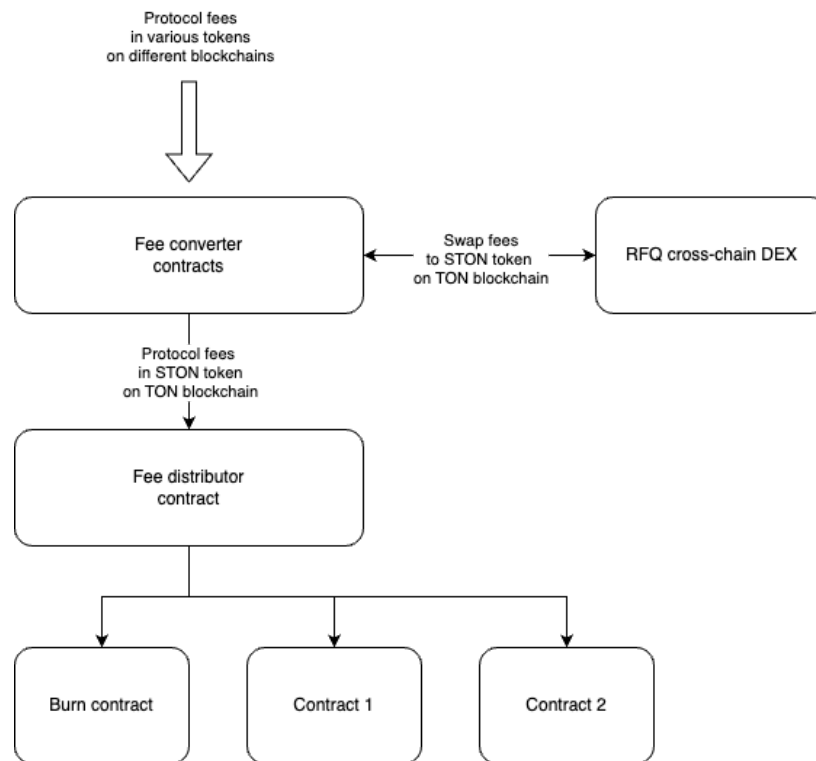 Protocol fees
in various tokens
on different blockchains
Fee converter
contracts
Swap fees
to STON token
on TON blockchain
RFQ cross-chain DEX
Protocol fees
in STON token
on TON blockchain
Fee distributor
contract
Burn contract
Contract 1
Contract 2